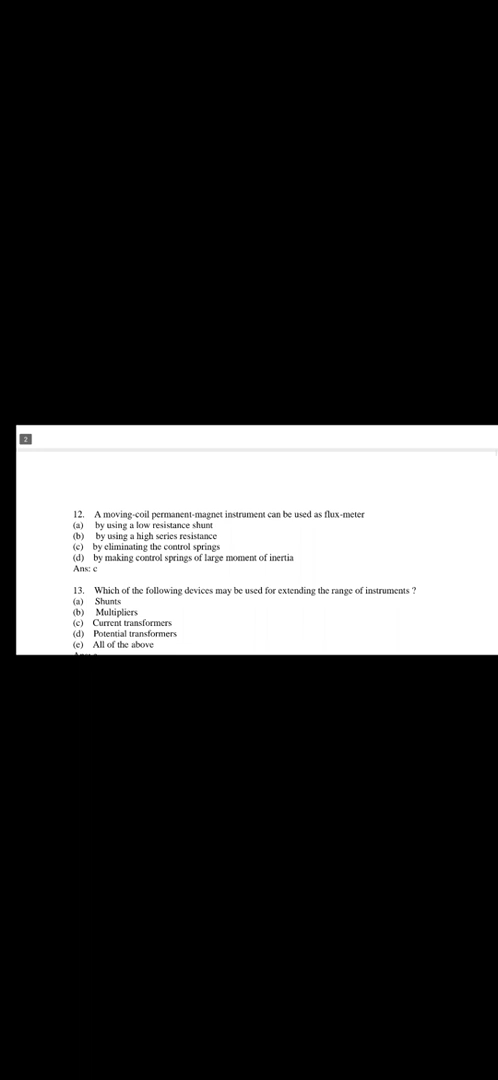 2
12. A moving-coil permanent-magnet instrument can be used as flux-meter
(a) by using a low resistance shunt
(b) by using a high series resistance
(c) by eliminating the control springs
(d) by making control springs of large moment of inertia
Ans: c
13. Which of the following devices may be used for extending the range of instruments ?
(a) Shunts
(b) Multipliers
(c) Current transformers
(d) Potential transformers
(e) All of the above